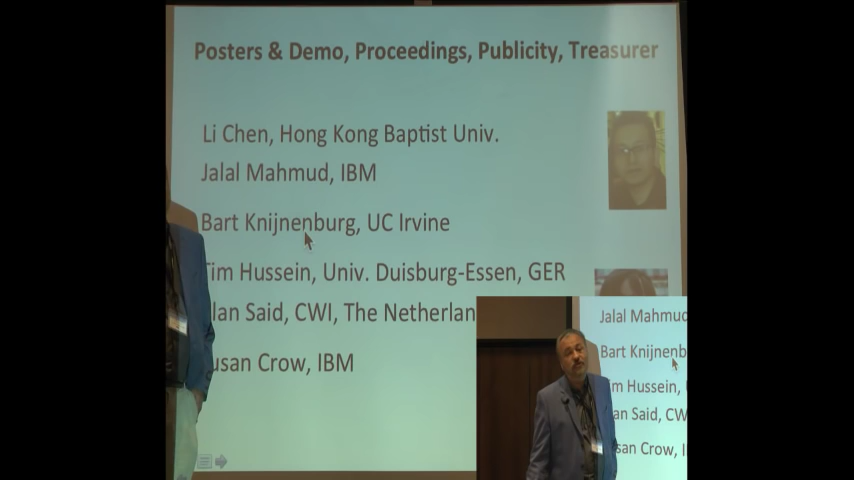 Posters & Demo, Proceedings, Publicity, Treasurer
Li Chen, Hong Kong Baptist Univ.
Jalal Mahmud, IBM
Bart Knijnenburg, UC Irvine
Tim Hussein, Univ. Duisburg-Essen, GER
lan Said, CWI, The Netherlan
usan Crow, IBM
Jalal Mahmud
Bart Knijnenb
im Hussein,
an Said, CW
san Crow, I